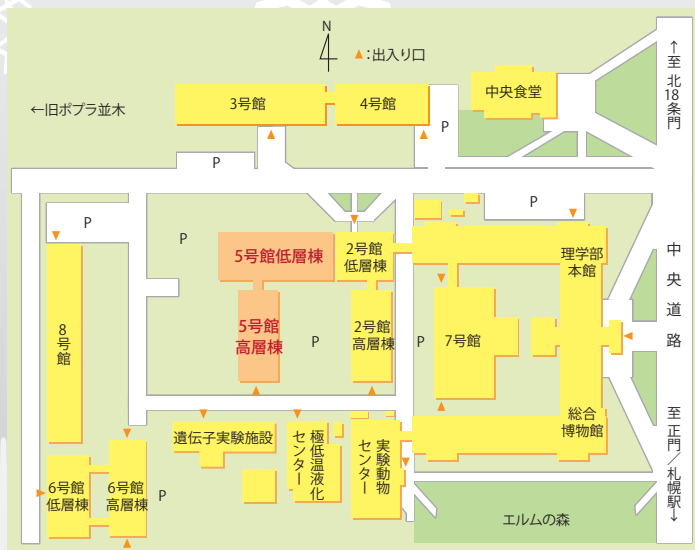 N
:出入り口
←旧ポプラ並木
3号館
4号館
中央食堂
←至 北18条門
P
P
P
P
P
5号館低層棟
2号館
低層棟
理学部
本館
中央道路
8号館
5号館
高層棟
P
2号館
高層棟
P
7号館
遺伝子実験施設
極低温液化
センター
実験動物
センター
総合
博物館
至正門／札幌駅→
6号館
低層棟
6号館
高層棟
P
エルムの森